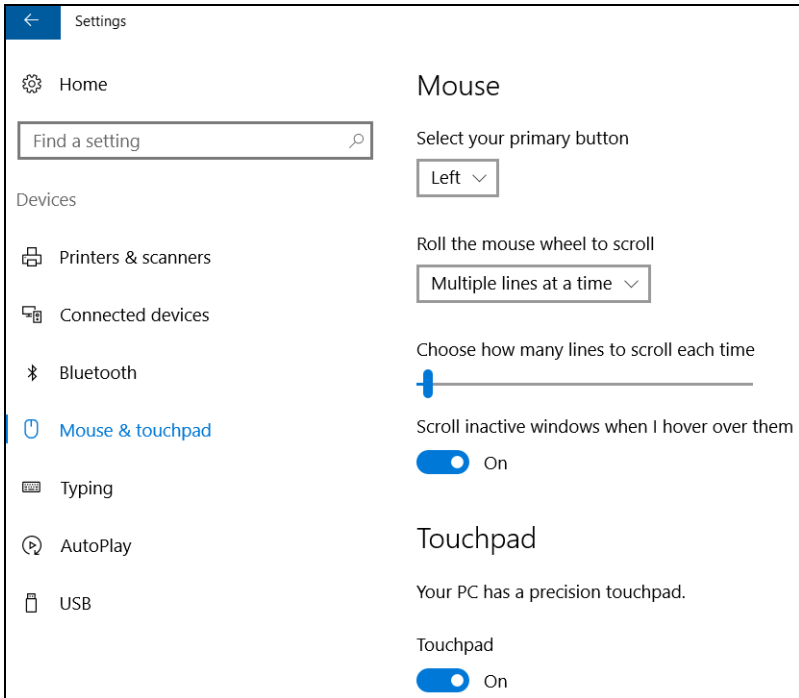 Settings
Home
Find a setting
Devices
Printers & scanners
Connected devices
Bluetooth
Mouse & touchpad
Typing
AutoPlay
USB
Mouse
Select your primary button
Left
Roll the mouse wheel to scroll
Multiple lines at a time
Choose how many lines to scroll each time
Scroll inactive windows when I hover over them
On
Touchpad
Your PC has a precision touchpad.
Touchpad
On